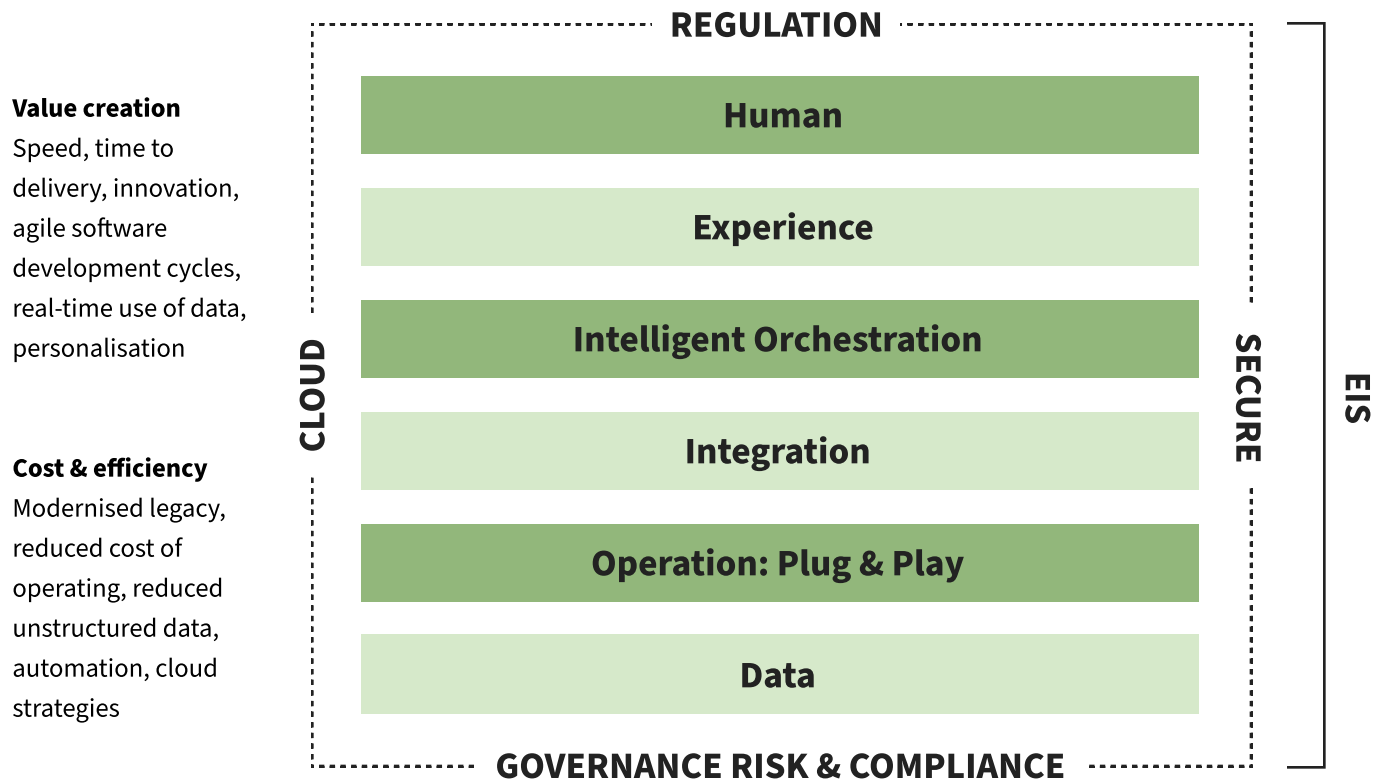 REGULATION
Value creation
Speed, time to
delivery, innovation,
agile software
development cycles,
real-time use of data,
personalisation
Cost & efficiency
Modernised legacy,
reduced cost of
operating, reduced
unstructured data,
automation, cloud
strategies
CLOUD
Human
Experience
Intelligent Orchestration
Integration
Operation: Plug & Play
Data
SECURE
EIS
GOVERNANCE RISK & COMPLIANCE